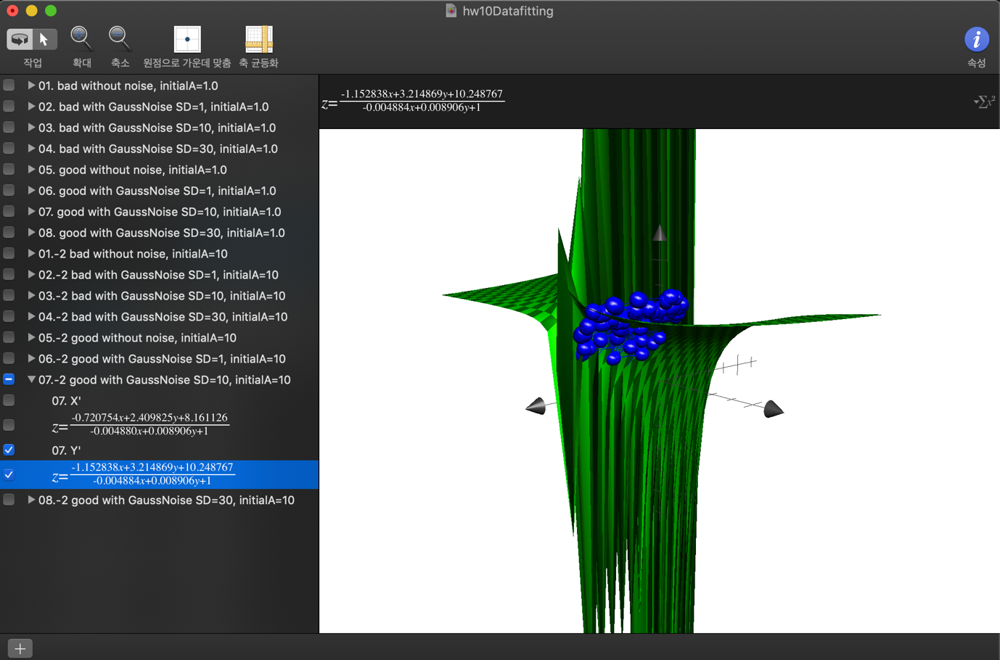 hw10Datafitting
작업
확대
축소
원점으로 가운데 맞춤
축 균등화
속성
01. bad without noise, initialA=1.0
02. bad with GaussNoise SD=1, initialA=1.0
03. bad with GaussNoise SD=10, initialA=1.0
04. bad with GaussNoise SD=30, initialA=1.0
05. good without noise, initialA=1.0
06. good with GaussNoise SD=1, initialA=1.0
07. good with GaussNoise SD=10, initialA=1.0
08. good with GaussNoise SD=30, initialA=1.0
01.-2 bad without noise, initialA=10
02.-2 bad with GaussNoise SD=1, initialA=10
03.-2 bad with GaussNoise SD=10, initialA=10
04.-2 bad with GaussNoise SD=30, initialA=10
05.-2 good without noise, initialA=10
06.-2 good with GaussNoise SD=1, initialA=10
07.-2 good with GaussNoise SD=10, initialA=10
07. X'
-0.720754x+2.409825y+8.161126
z=
-0.004880x+0.008906y+1
07. Y'
-1.152838x+3.214869y+10.248767
z=
-0.004884x+0.008906y+1
08.-2 good with GaussNoise SD=30, initialA=10
-1.152838x+3.214869y+10.248767
z=
-0.004884x+0.008906y+1
∑x²